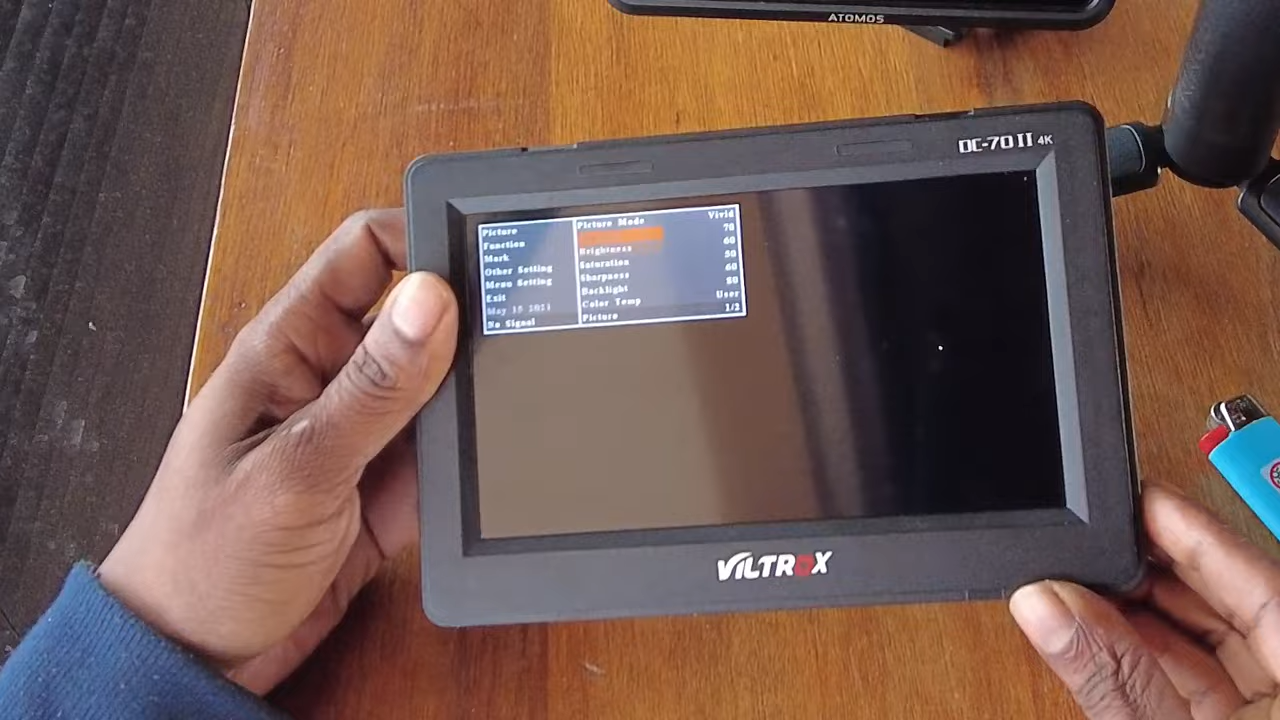 ATOMOS
DC-70 II 4K
Picture
Function
Mark
Other Setting
Menu Setting
Exit
No Signal
Picture Mode Vivid
70
Brightness 60
Saturation 50
Sharpness 60
Backlight 80
Color Temp User
Picture 1/2
VILTROX